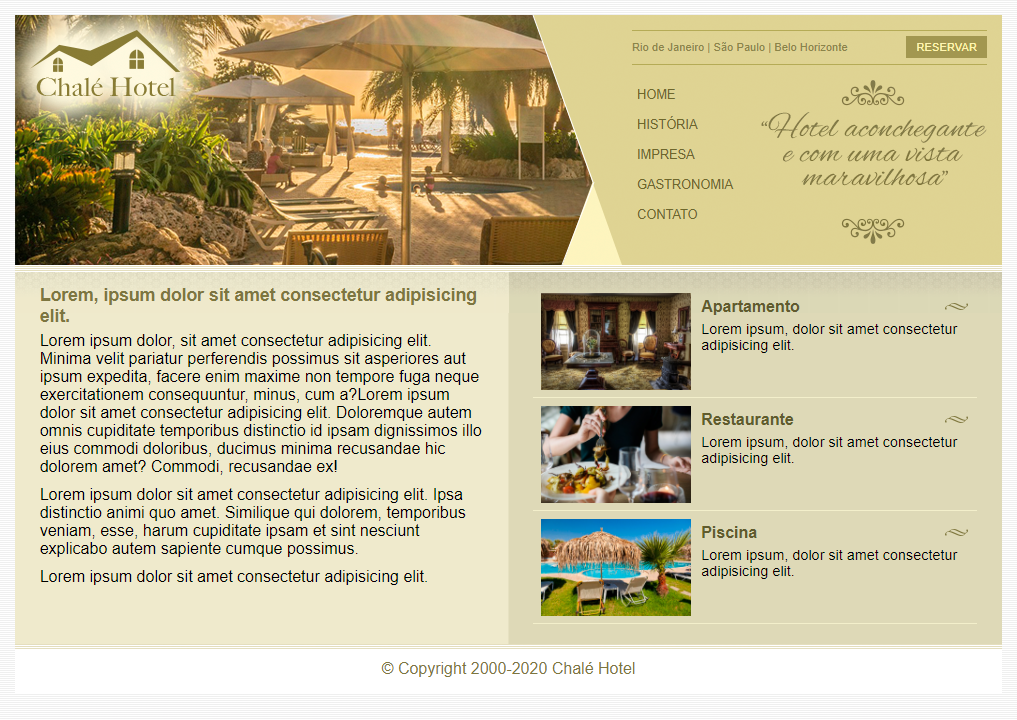 Chalé Hotel
Rio de Janeiro | São Paulo | Belo Horizonte
RESERVAR
HOME
HISTÓRIA
IMPRESA
GASTRONOMIA
CONTATO
“Hotel aconchegante
e com uma vista
maravilhosa”
Lorem, ipsum dolor sit amet consectetur adipisicing
elit.
Lorem ipsum dolor, sit amet consectetur adipisicing elit.
Minima velit pariatur perferendis possimus sit asperiores aut
ipsum expedita, facere enim maxime non tempore fuga neque
exercitationem consequuntur, minus, cum a?Lorem ipsum
dolor sit amet consectetur adipisicing elit. Doloremque autem
omnis cupiditate temporibus distinctio id ipsam dignissimos illo
eius commodi doloribus, ducimus minima recusandae hic
dolorem amet? Commodi, recusandae ex!
Lorem ipsum dolor sit amet consectetur adipisicing elit. Ipsa
distinctio animi quo amet. Similique qui dolorem, temporibus
veniam, esse, harum cupiditate ipsam et sint nesciunt
explicabo autem sapiente cumque possimus.
Lorem ipsum dolor sit amet consectetur adipisicing elit.
Apartamento
Lorem ipsum, dolor sit amet consectetur
adipisicing elit.
Restaurante
Lorem ipsum, dolor sit amet consectetur
adipisicing elit.
Piscina
Lorem ipsum, dolor sit amet consectetur
adipisicing elit.
© Copyright 2000-2020 Chalé Hotel